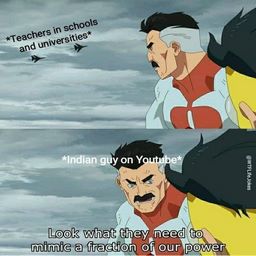 *Teachers in schools
and universities*
*Indian guy on Youtube*
Look what they need to
mimic a fraction of our power